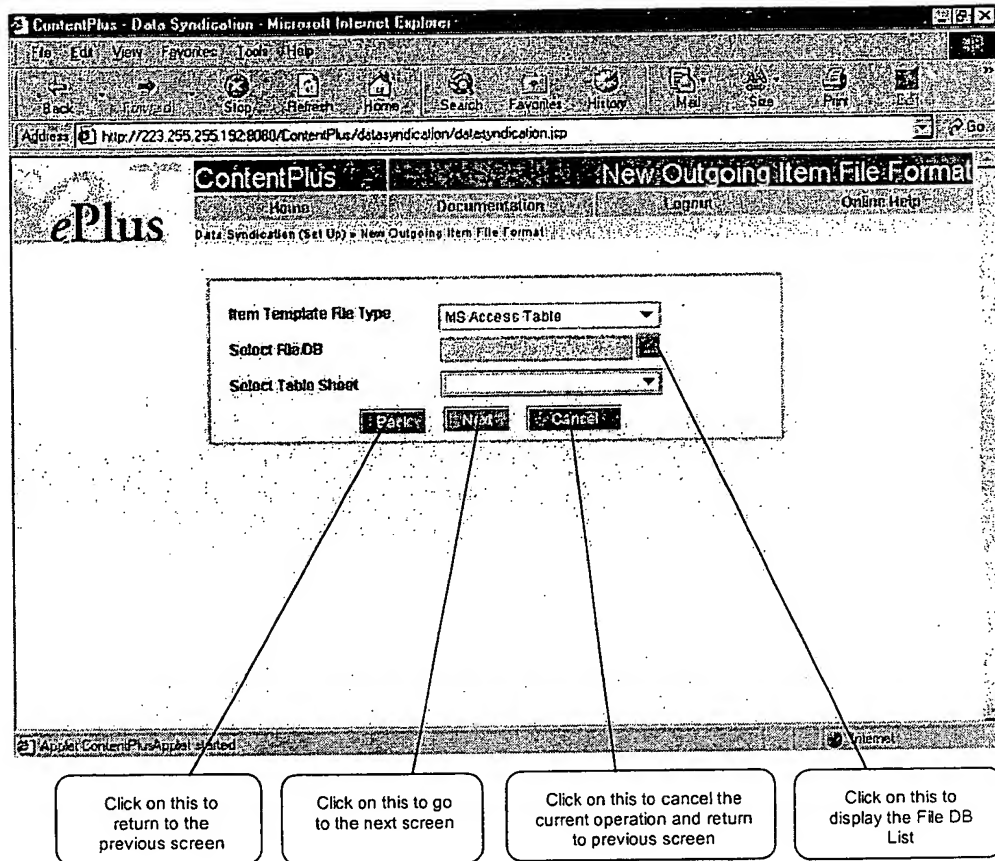 ContentPlus - Data Syndication - Microsoft Internet Explorer
File Edit View Favorites Tools Help
Back Forward Stop Refresh Home Search Favorites History Mail Size Print Edit
Address http://223.255.255.192:8080/ContentPlus/datasyndication/datasyndication.jsp Go
ePlus
ContentPlus New Outgoing Item File Format
Home Documentation Logout Online Help
Data Syndication (Set Up) » New Outgoing Item File Format
Item Template File Type MS Access Table
Select File/DB
Select Table Sheet
Back Next Cancel
Applet ContentPlusApplet started Internet
Click on this to
return to the
previous screen
Click on this to go
to the next screen
Click on this to cancel the
current operation and return
to previous screen
Click on this to
display the File DB
List